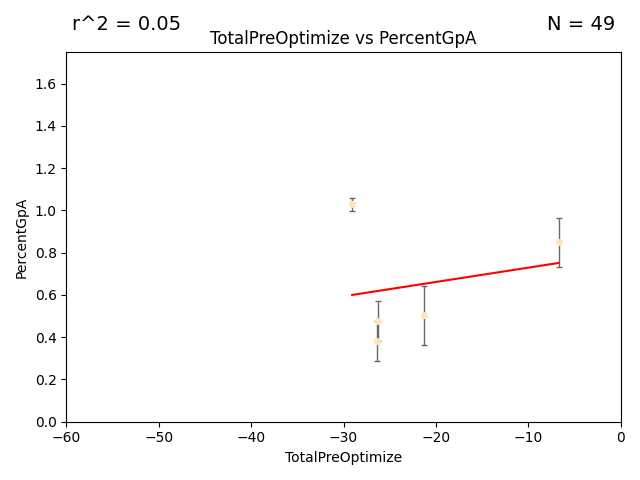 r^2 = 0.05
N = 49
TotalPreOptimize vs PercentGpA
PercentGpA
1.6
1.4
1.2
1.0
0.8
0.6
0.4
0.2
0.0
−60 −50 −40 −30 −20 −10 0
TotalPreOptimize